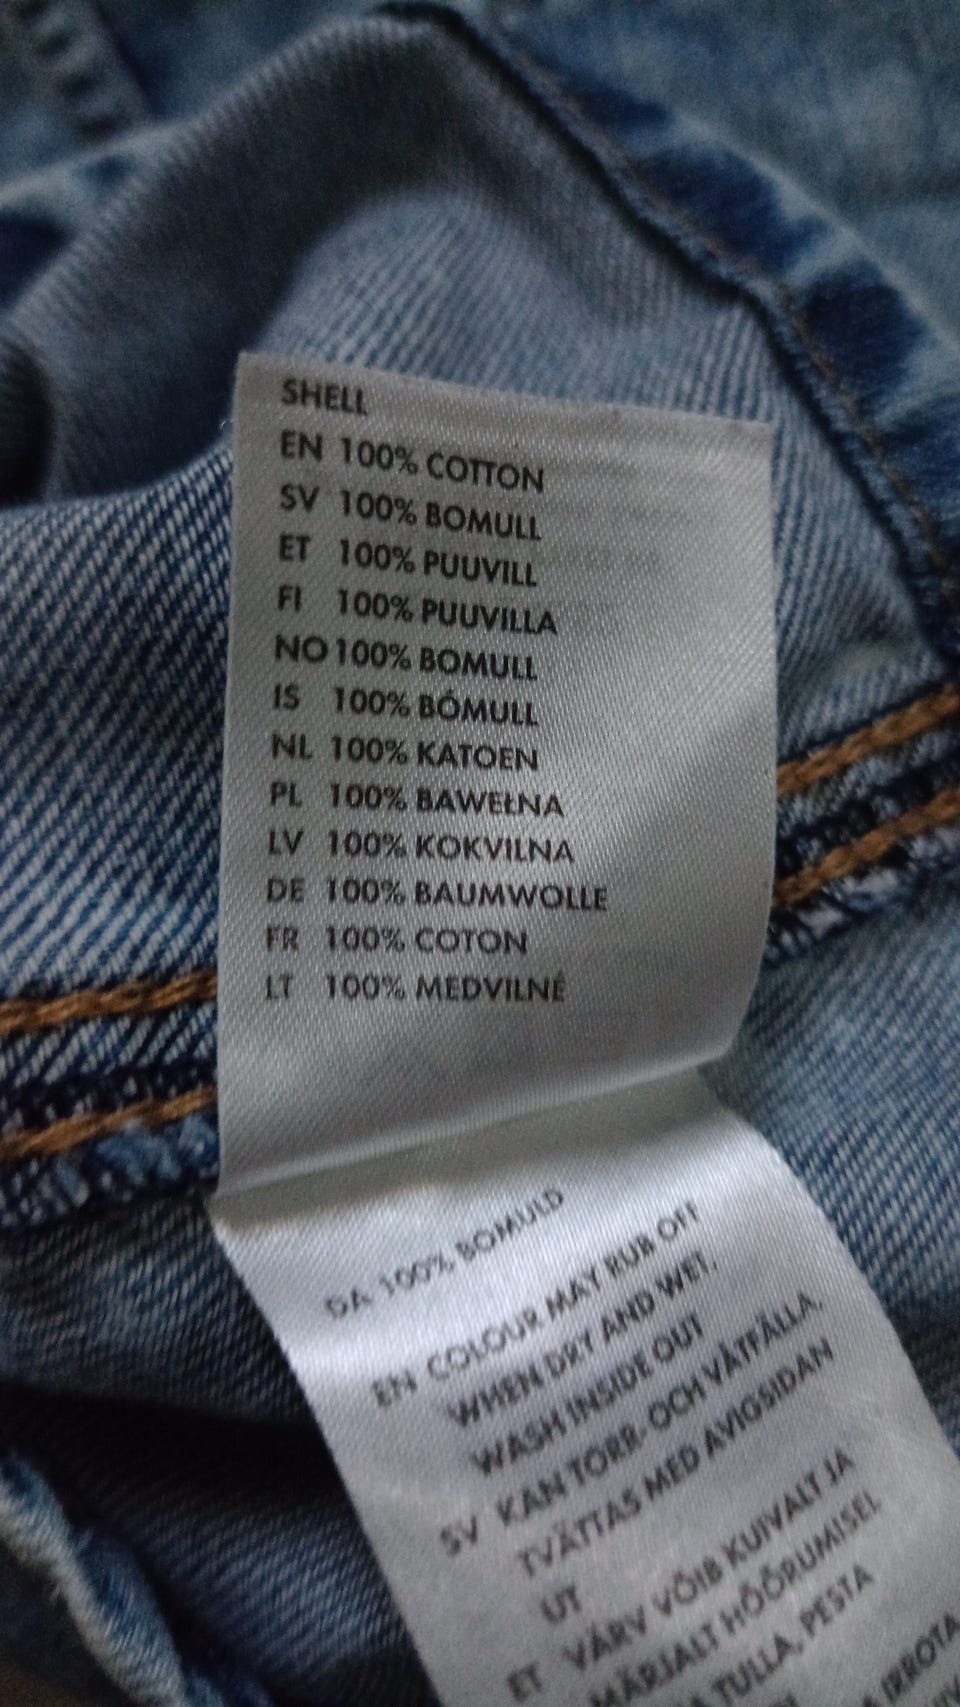 SHELL
EN 100% COTTON
SV 100% BOMULL
ET 100% PUUVILL
FI 100% PUUVILLA
NO 100% BOMULL
IS 100% BÓMULL
NL 100% KATOEN
PL 100% BAWEŁNA
LV 100% KOKVILNA
DE 100% BAUMWOLLE
FR 100% COTON
LT 100% MEDVILNĖ
DA 100% BOMULD
EN COLOUR MAY RUB OFF
WHEN DRY AND WET.
WASH INSIDE OUT
SV KAN TORR- OCH VÅTFÄLLA.
TVÄTTAS MED AVIGSIDAN
UT
ET VÄRV VÕIB KUIVALT JA
MÄRJALT HÕÕRUMISEL
TULLA, PESTA
IRROTA